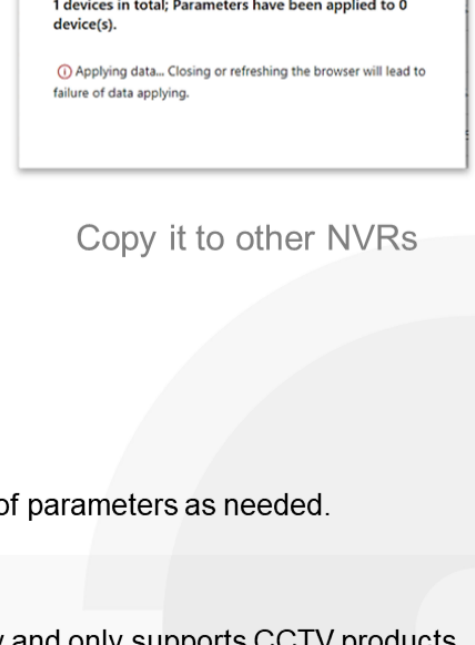 1 devices in total; Parameters have been applied to 0
device(s).
Applying data... Closing or refreshing the browser will lead to
failure of data applying.
Copy it to other NVRs
of parameters as needed.
and only supports CCTV products